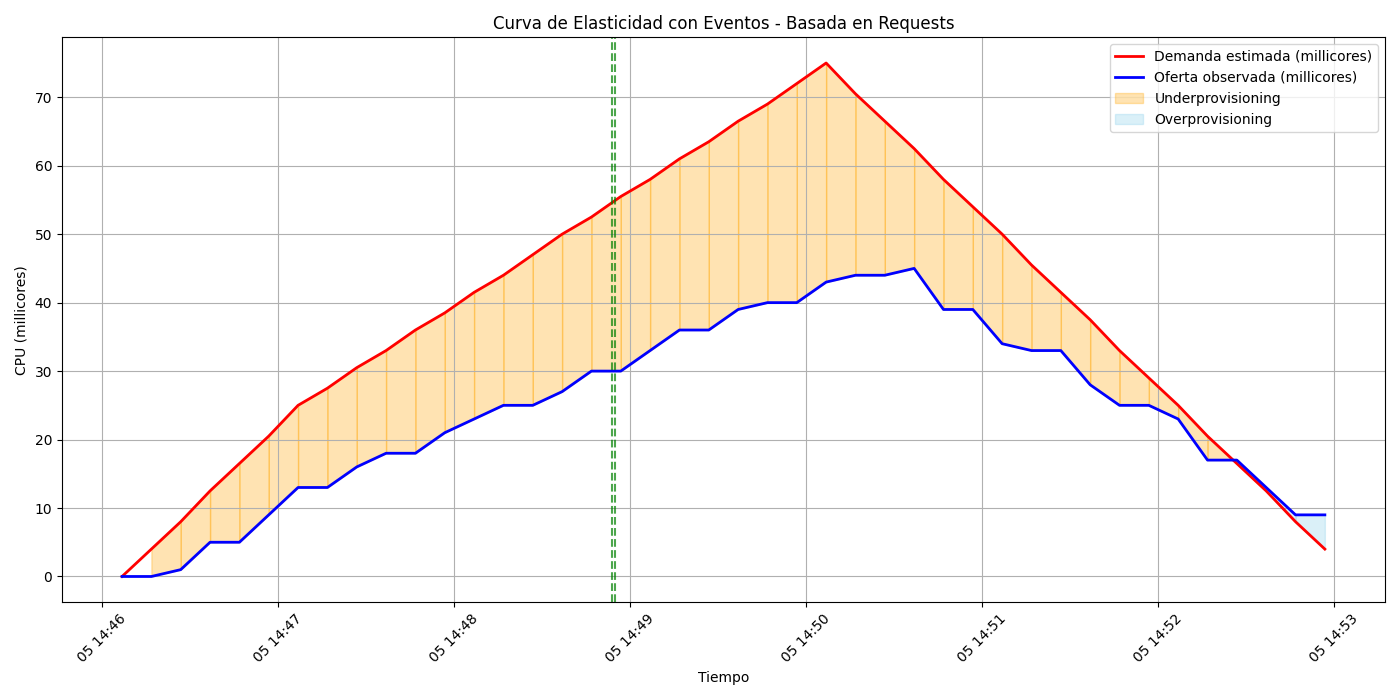 Curva de Elasticidad con Eventos - Basada en Requests
Demanda estimada (millicores)
Oferta observada (millicores)
Underprovisioning
Overprovisioning
CPU (millicores)
70
60
50
40
30
20
10
0
05 14:46
05 14:47
05 14:48
05 14:49
05 14:50
05 14:51
05 14:52
05 14:53
Tiempo